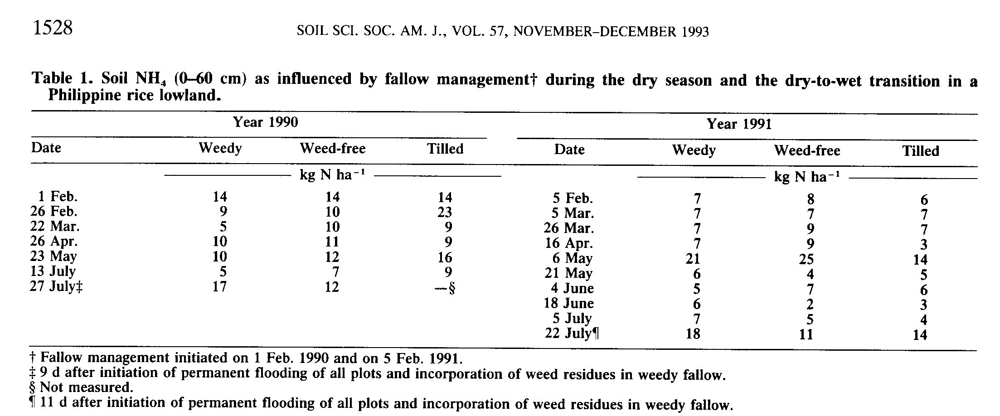 1528 SOIL SCI. SOC. AM. J., VOL. 57, NOVEMBER–DECEMBER 1993
Table 1. Soil NH₄ (0–60 cm) as influenced by fallow management† during the dry season and the dry-to-wet transition in a
Philippine rice lowland.
Year 1990 Year 1991
Date Weedy Weed-free Tilled Date Weedy Weed-free Tilled
kg N ha⁻¹ kg N ha⁻¹
1 Feb. 14 14 14 5 Feb. 7 8 6
26 Feb. 9 10 23 5 Mar. 7 7 7
22 Mar. 5 10 9 26 Mar. 7 9 7
26 Apr. 10 11 9 16 Apr. 7 9 3
23 May 10 12 16 6 May 21 25 14
13 July 5 7 9 21 May 6 4 5
27 July‡ 17 12 —§ 4 June 5 7 6
18 June 6 2 3
5 July 7 5 4
22 July¶ 18 11 14
† Fallow management initiated on 1 Feb. 1990 and on 5 Feb. 1991.
‡ 9 d after initiation of permanent flooding of all plots and incorporation of weed residues in weedy fallow.
§ Not measured.
¶ 11 d after initiation of permanent flooding of all plots and incorporation of weed residues in weedy fallow.